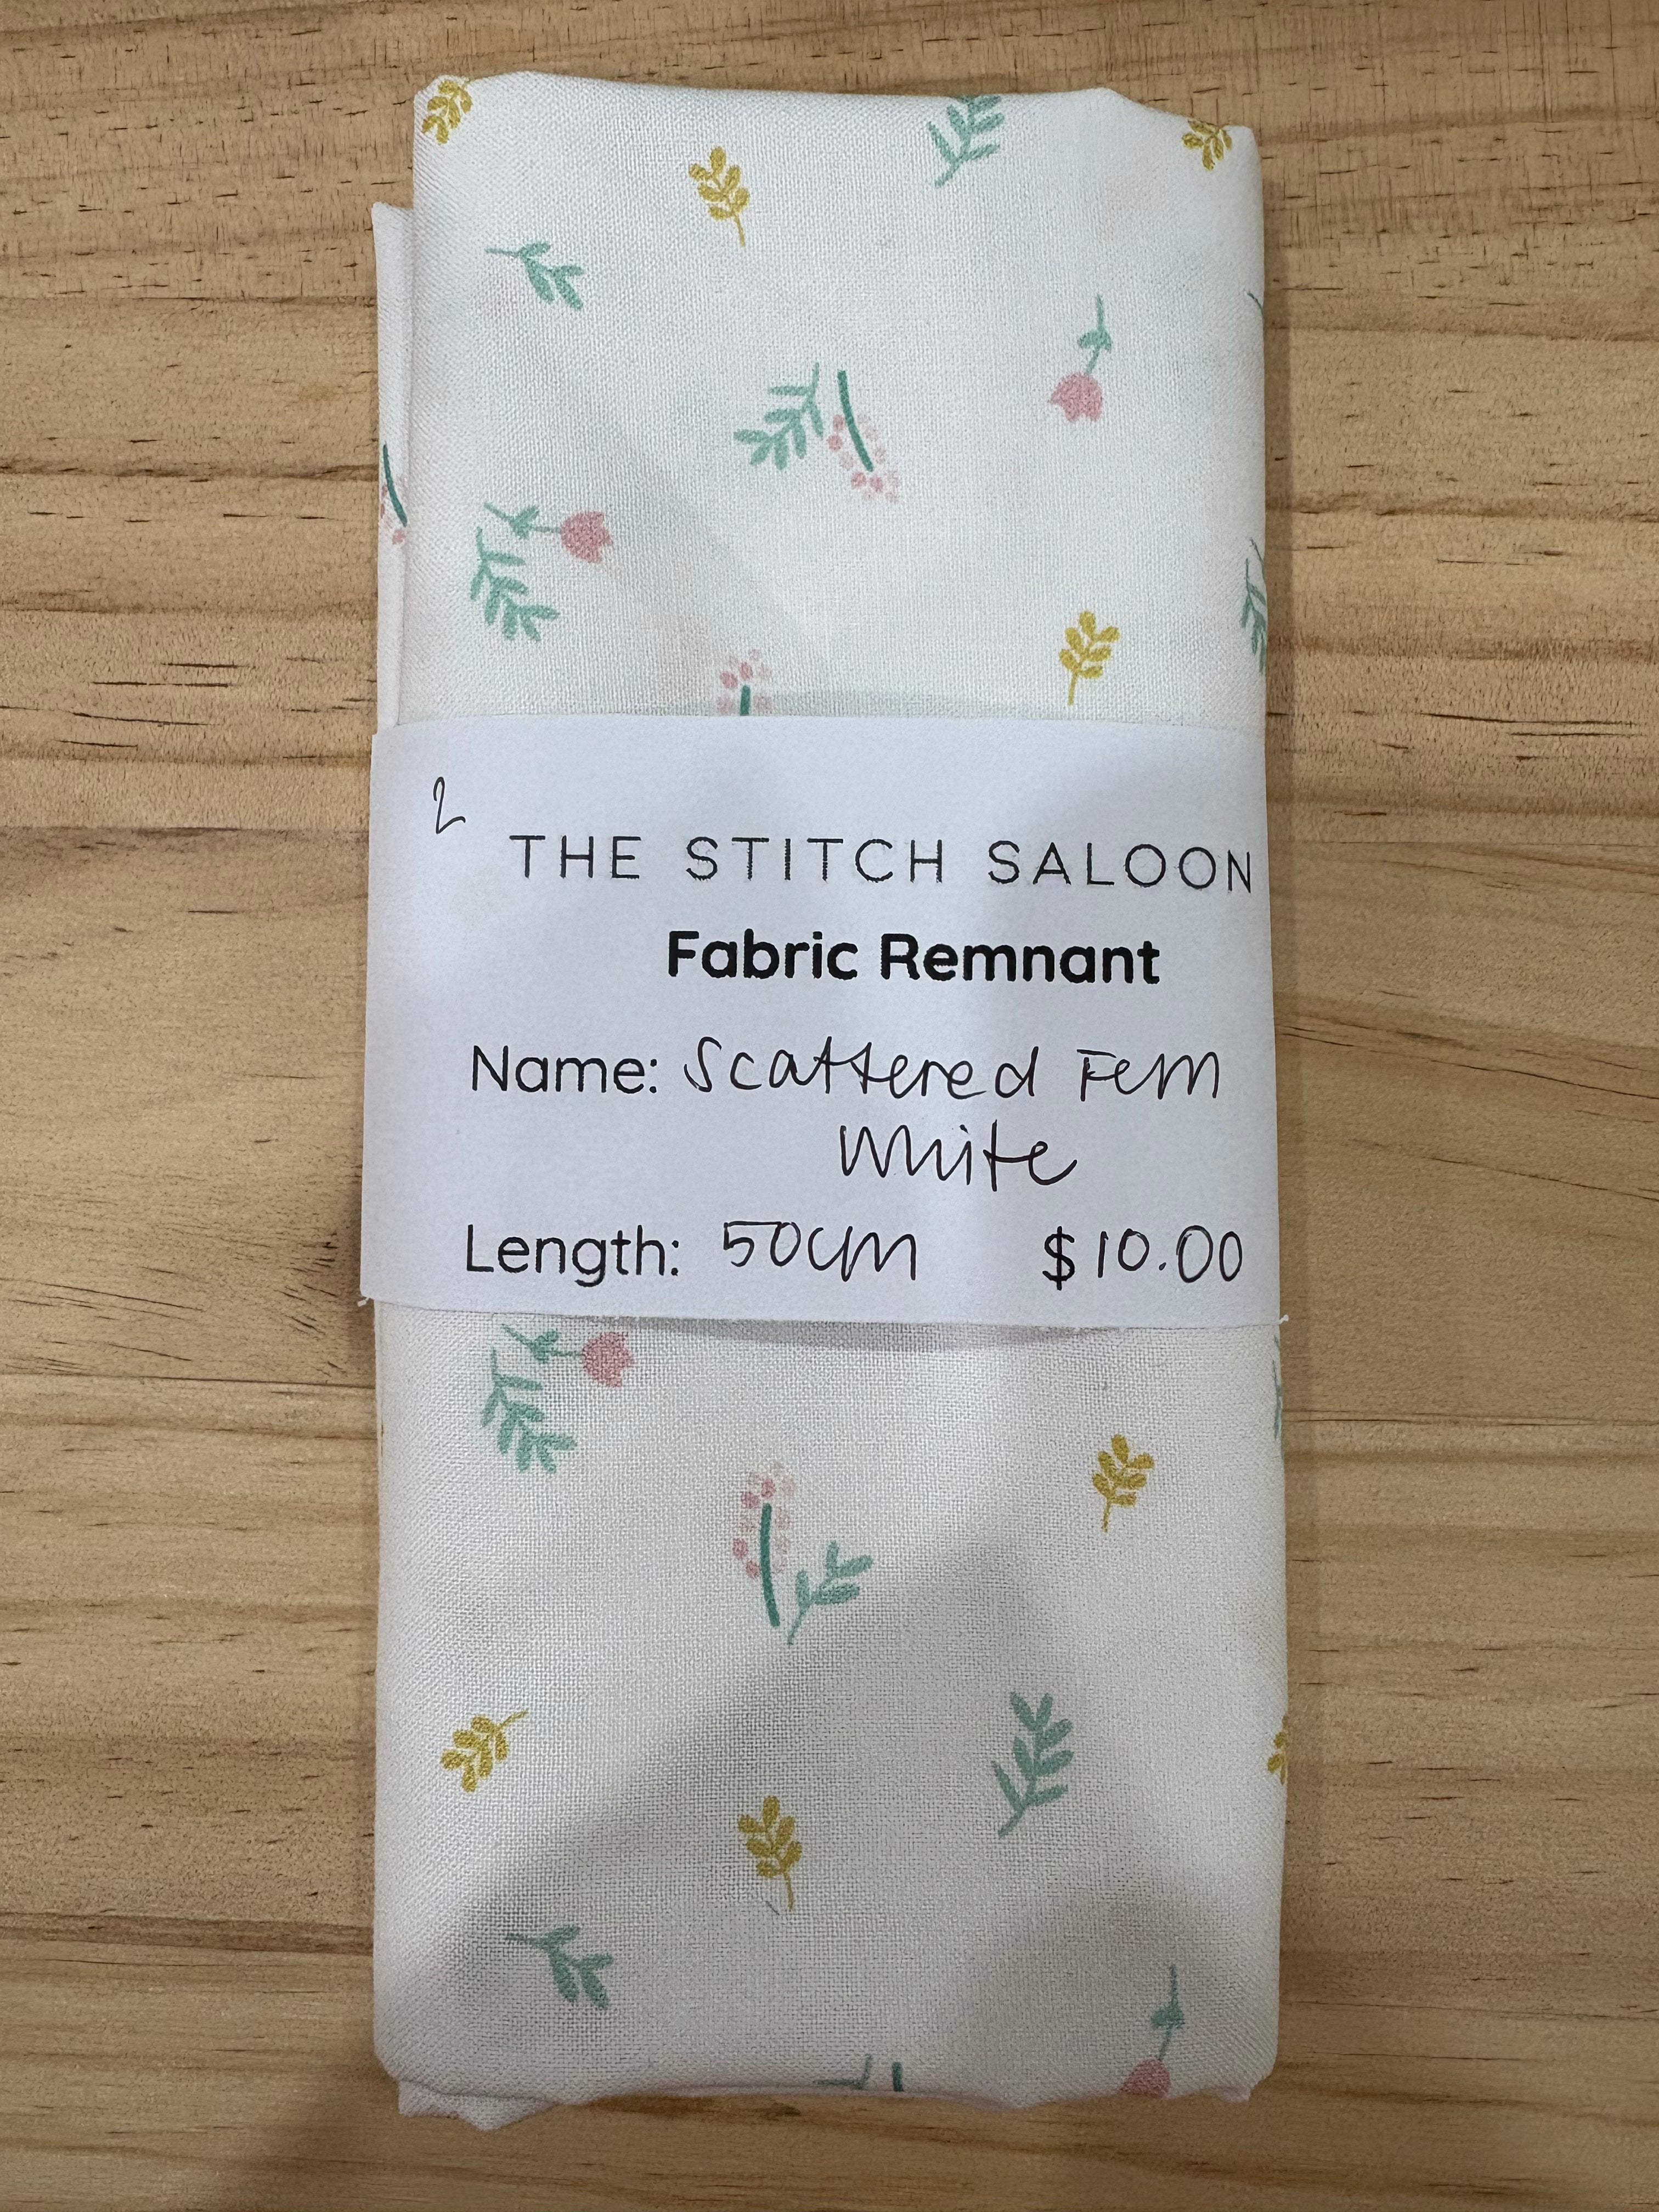 2
THE STITCH SALOON
Fabric Remnant
Name: Scattered Fern
White
Length: 50cm $10.00